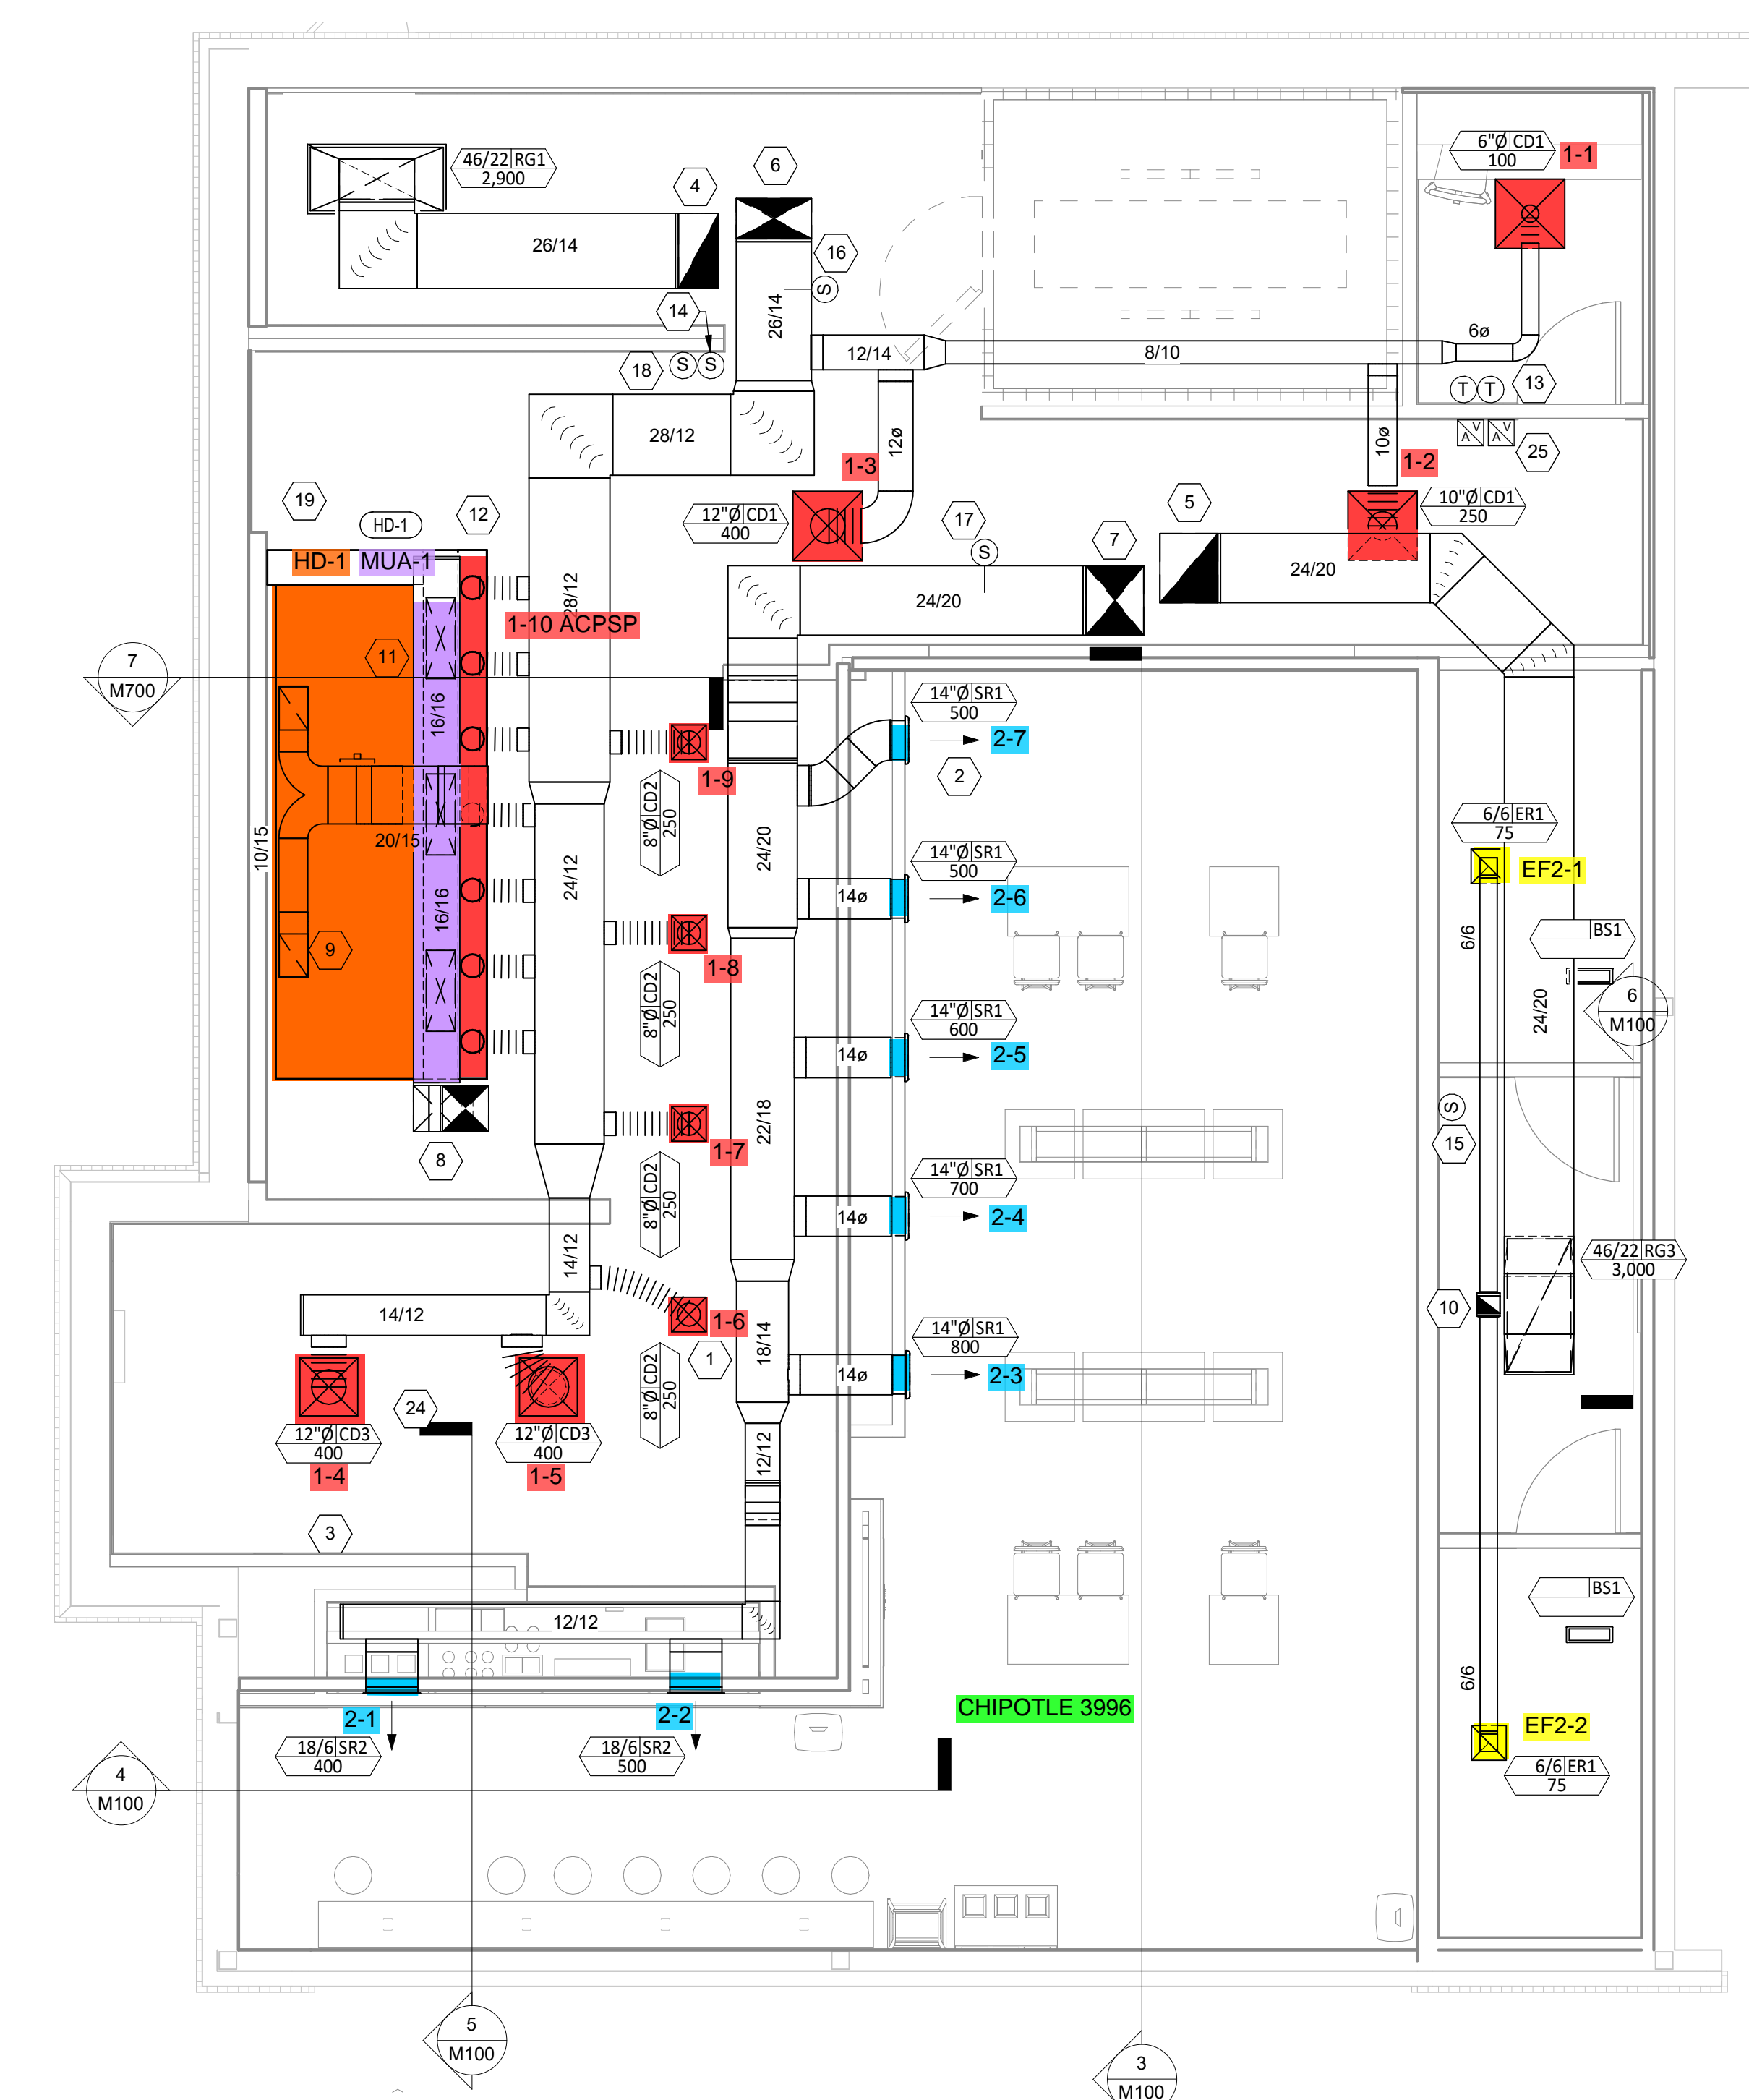 6"Ø CD1
100
1-1
46/22 RG1
2,900
6
4
16
26/14
S
26/14
14
6ø
12/14
8/10
18
S S
T T
13
28/12
12ø
10ø
V
A
V
A
25
1-3
1-2
19
12
12"Ø CD1
400
17
5
10"Ø CD1
250
HD-1
S
7
HD-1 MUA-1
24/20
28/12
24/20
1-10 ACPSP
11
7
M700
14"Ø SR1
500
16/16
2-7
1-9
2
8"Ø CD2
250
6/6 ER1
75
10/15
20/15
24/12
24/20
14"Ø SR1
500
EF2-1
14ø
2-6
16/16
9
1-8
6/6
BS1
8"Ø CD2
250
14"Ø SR1
600
24/20
6
M100
14ø
2-5
22/18
S
15
1-7
8
14"Ø SR1
700
8"Ø CD2
250
14ø
2-4
14/12
46/22 RG3
3,000
14/12
10
1-6
18/14
14"Ø SR1
800
1
14ø
2-3
8"Ø CD2
250
24
12"Ø CD3
400
12"Ø CD3
400
12/12
1-4
1-5
3
BS1
12/12
6/6
CHIPOTLE 3996
2-1
2-2
EF2-2
18/6 SR2
400
18/6 SR2
500
6/6 ER1
75
4
M100
5
M100
3
M100